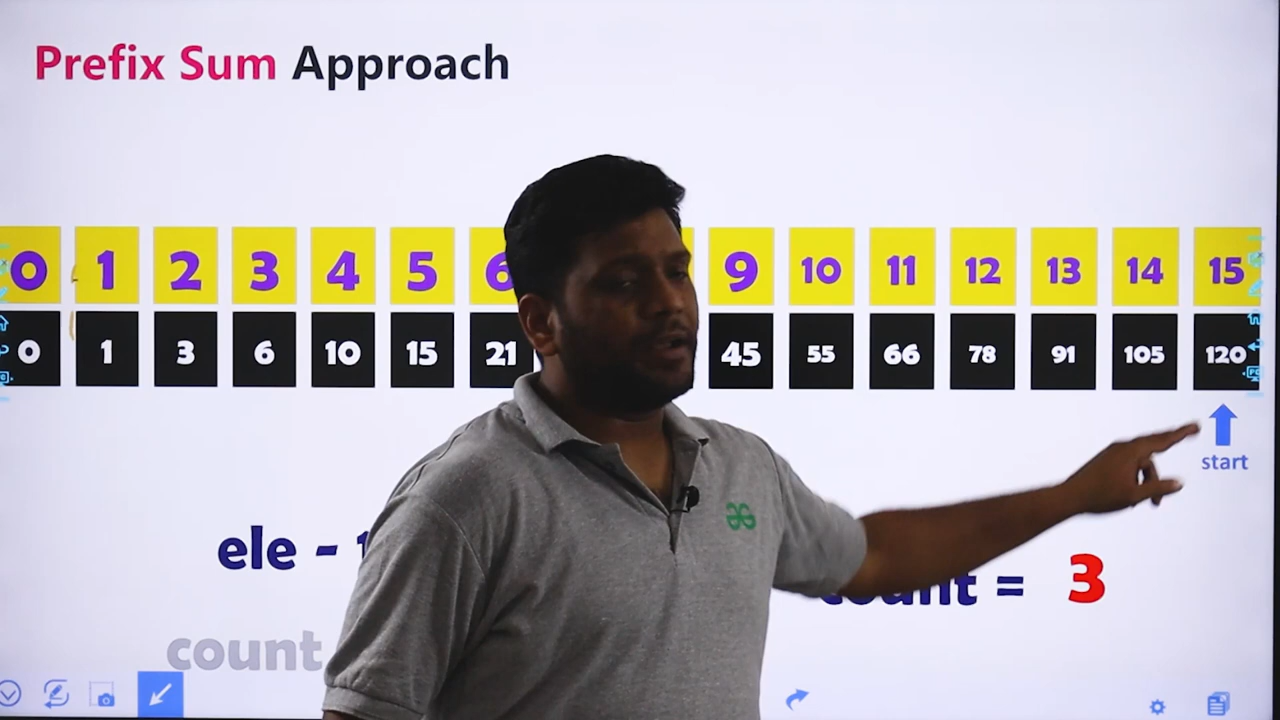 Prefix Sum Approach
0 1 2 3 4 5 6 9 10 11 12 13 14 15
0 1 3 6 10 15 21 45 55 66 78 91 105 120
start
ele -
count = 3
count